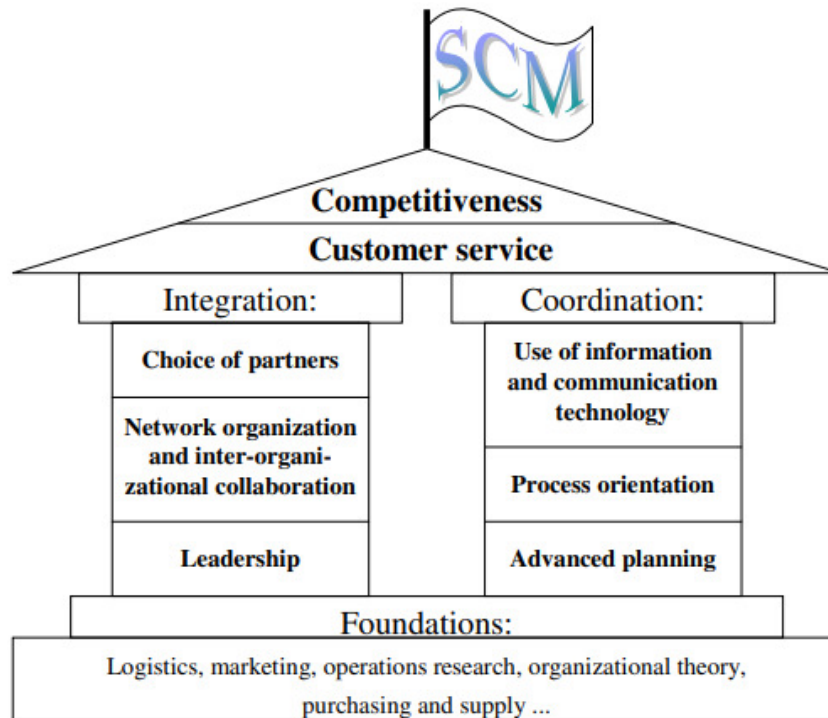 SCM
Competitiveness
Customer service
Integration:
Choice of partners
Network organization
and inter-organi-
zational collaboration
Leadership
Coordination:
Use of information
and communication
technology
Process orientation
Advanced planning
Foundations:
Logistics, marketing, operations research, organizational theory,
purchasing and supply ...